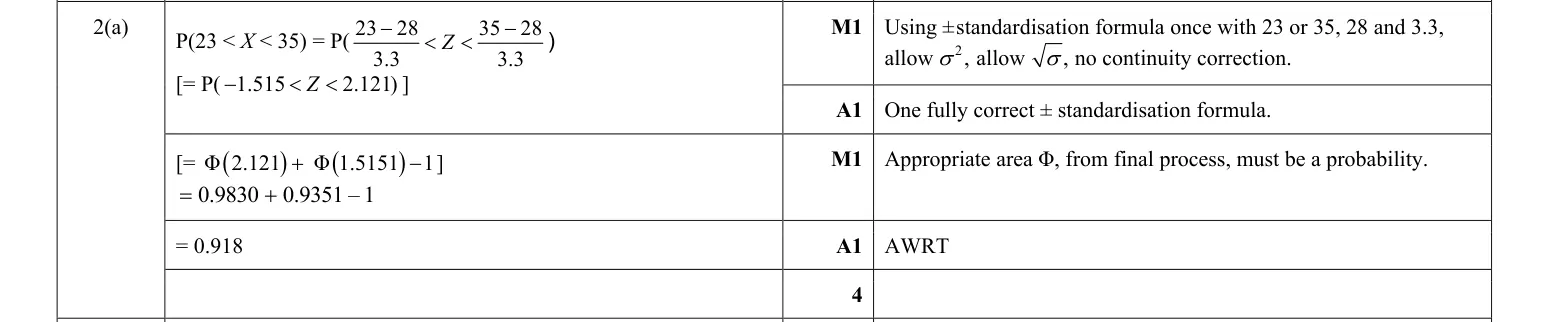 2(a)
P(23 < X < 35) = P( (23 − 28)/3.3 < Z < (35 − 28)/3.3 )
[= P( −1.515 < Z < 2.121) ]
M1 Using ±standardisation formula once with 23 or 35, 28 and 3.3,
allow σ², allow √σ, no continuity correction.
A1 One fully correct ± standardisation formula.
[= Φ(2.121) + Φ(1.5151) − 1 ]
= 0.9830 + 0.9351 – 1
M1 Appropriate area Φ, from final process, must be a probability.
= 0.918
A1 AWRT
4